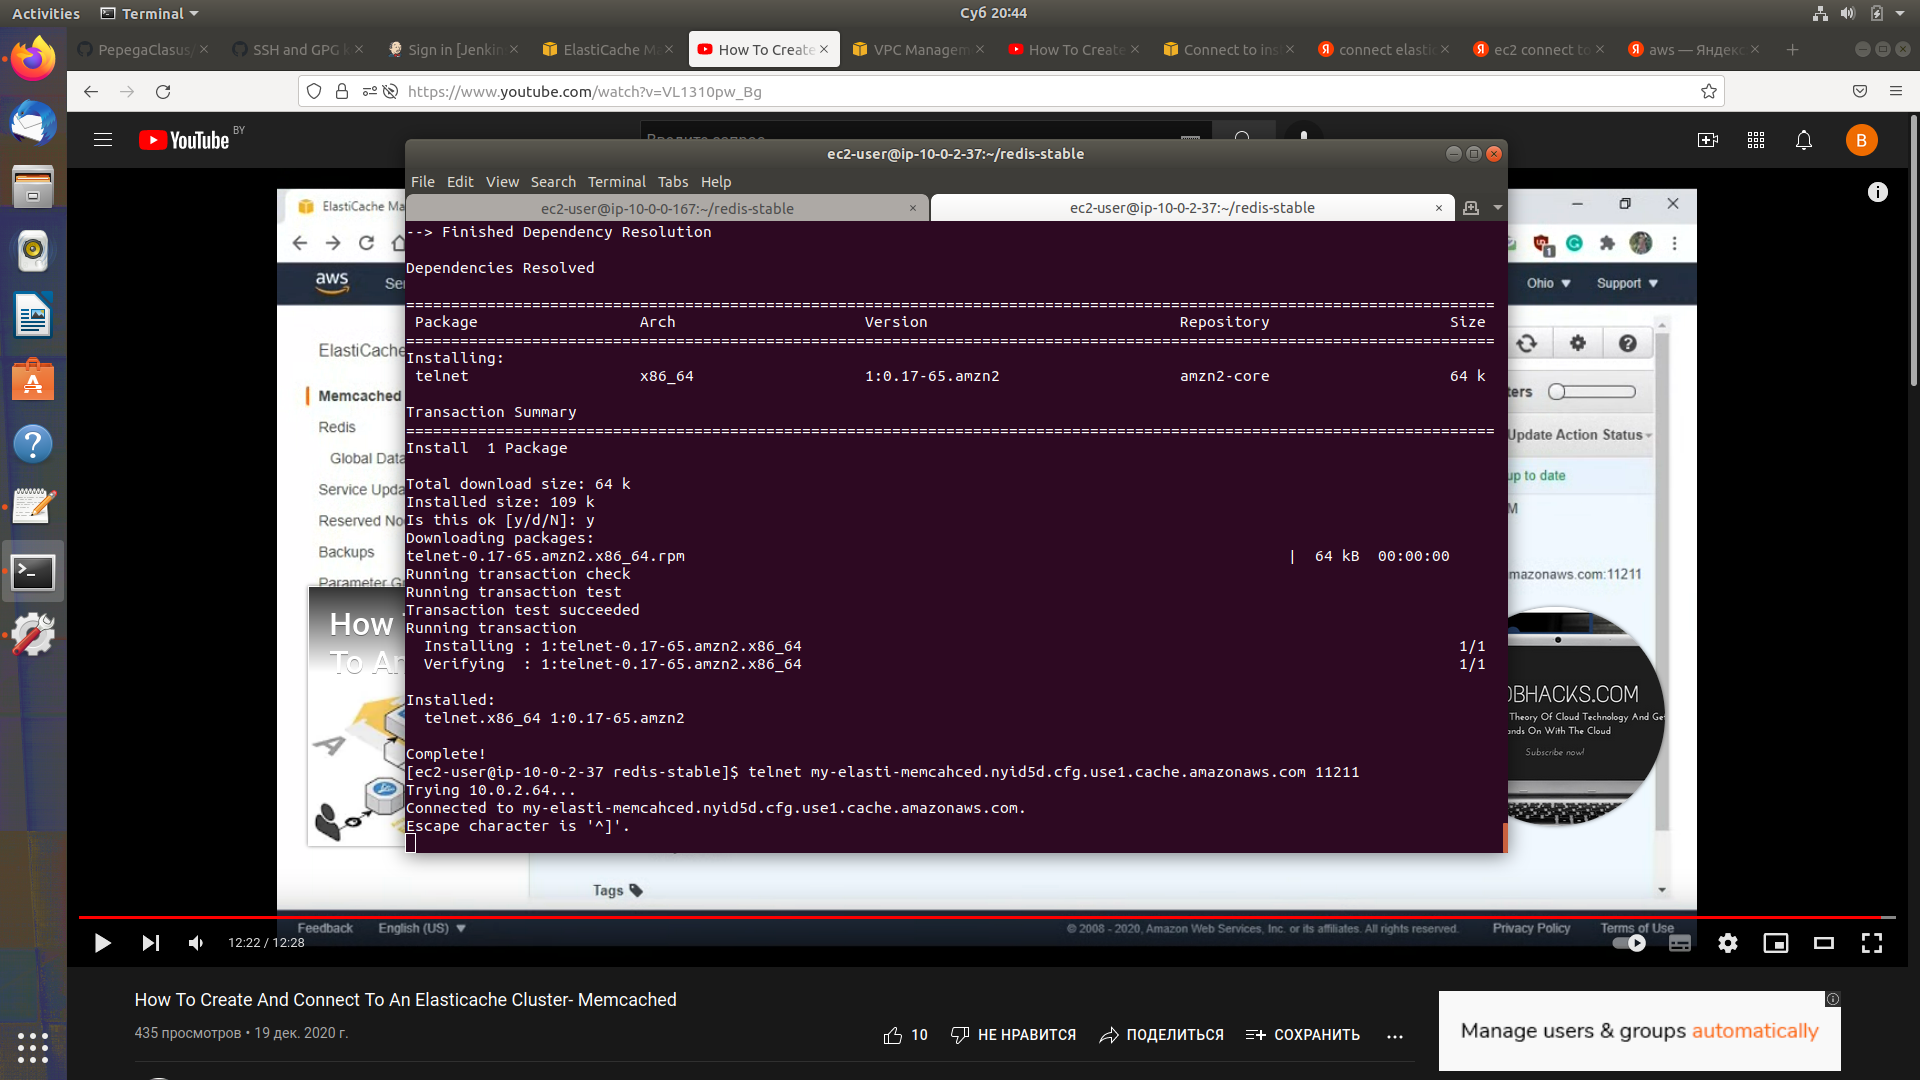 Activities
Terminal
Суб 20:44
PepegaClasus/
SSH and GPG k
Sign in [Jenkin
ElastiCache Ma
How To Create
VPC Managem
How To Create
Connect to ins
connect elastic
ec2 connect to
aws — Яндекс
https://www.youtube.com/watch?v=VL1310pw_Bg
YouTube
BY
Введите запрос
B
ec2-user@ip-10-0-2-37:~/redis-stable
File Edit View Search Terminal Tabs Help
ec2-user@ip-10-0-0-167:~/redis-stable
ec2-user@ip-10-0-2-37:~/redis-stable
--> Finished Dependency Resolution
Dependencies Resolved
Package Arch Version Repository Size
Installing:
telnet x86_64 1:0.17-65.amzn2 amzn2-core 64 k
Transaction Summary
Install 1 Package
Total download size: 64 k
Installed size: 109 k
Is this ok [y/d/N]: y
Downloading packages:
telnet-0.17-65.amzn2.x86_64.rpm | 64 kB 00:00:00
Running transaction check
Running transaction test
Transaction test succeeded
Running transaction
Installing : 1:telnet-0.17-65.amzn2.x86_64 1/1
Verifying : 1:telnet-0.17-65.amzn2.x86_64 1/1
Installed:
telnet.x86_64 1:0.17-65.amzn2
Complete!
[ec2-user@ip-10-0-2-37 redis-stable]$ telnet my-elasti-memcahced.nyid5d.cfg.use1.cache.amazonaws.com 11211
Trying 10.0.2.64...
Connected to my-elasti-memcahced.nyid5d.cfg.use1.cache.amazonaws.com.
Escape character is '^]'.
ElastiCache Ma
aws
Se
ElastiCache
Memcached
Redis
Global Data
Service Upda
Reserved No
Backups
Parameter Gr
How
To An
Ohio
Support
ters
Update Action Status
up to date
M
mazonaws.com:11211
OBHACKS.COM
Theory Of Cloud Technology And Get
ands On With The Cloud
Subscribe now!
Tags
Feedback
English (US)
© 2008 - 2020, Amazon Web Services, Inc. or its affiliates. All rights reserved.
Privacy Policy
Terms of Use
12:22 / 12:28
How To Create And Connect To An Elasticache Cluster- Memcached
435 просмотров • 19 дек. 2020 г.
10
НЕ НРАВИТСЯ
ПОДЕЛИТЬСЯ
СОХРАНИТЬ
Manage users & groups automatically